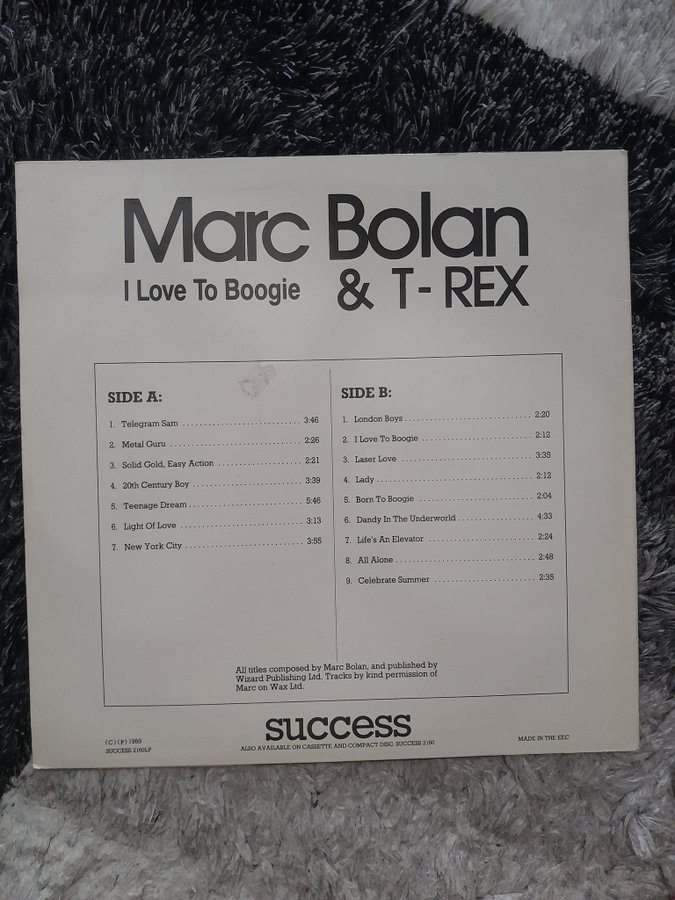 Marc Bolan
I Love To Boogie & T-REX
SIDE A:
1. Telegram Sam ........................... 3:46
2. Metal Guru ........................... 2:26
3. Solid Gold, Easy Action ........................... 2:21
4. 20th Century Boy ........................... 3:39
5. Teenage Dream ........................... 5:46
6. Light Of Love ........................... 3:13
7. New York City ........................... 3:55
SIDE B:
1. London Boys ........................... 2:20
2. I Love To Boogie ........................... 2:12
3. Laser Love ........................... 3:35
4. Lady ........................... 2:12
5. Born To Boogie ........................... 2:04
6. Dandy In The Underworld ........................... 4:33
7. Life's An Elevator ........................... 2:24
8. All Alone ........................... 2:48
9. Celebrate Summer ........................... 2:35
All titles composed by Marc Bolan, and published by
Wizard Publishing Ltd. Tracks by kind permission of
Marc on Wax Ltd.
success
(C) (P) 1989
SUCCESS 2160LP
ALSO AVAILABLE ON CASSETTE AND COMPACT DISC: SUCCESS 2160
MADE IN THE EEC